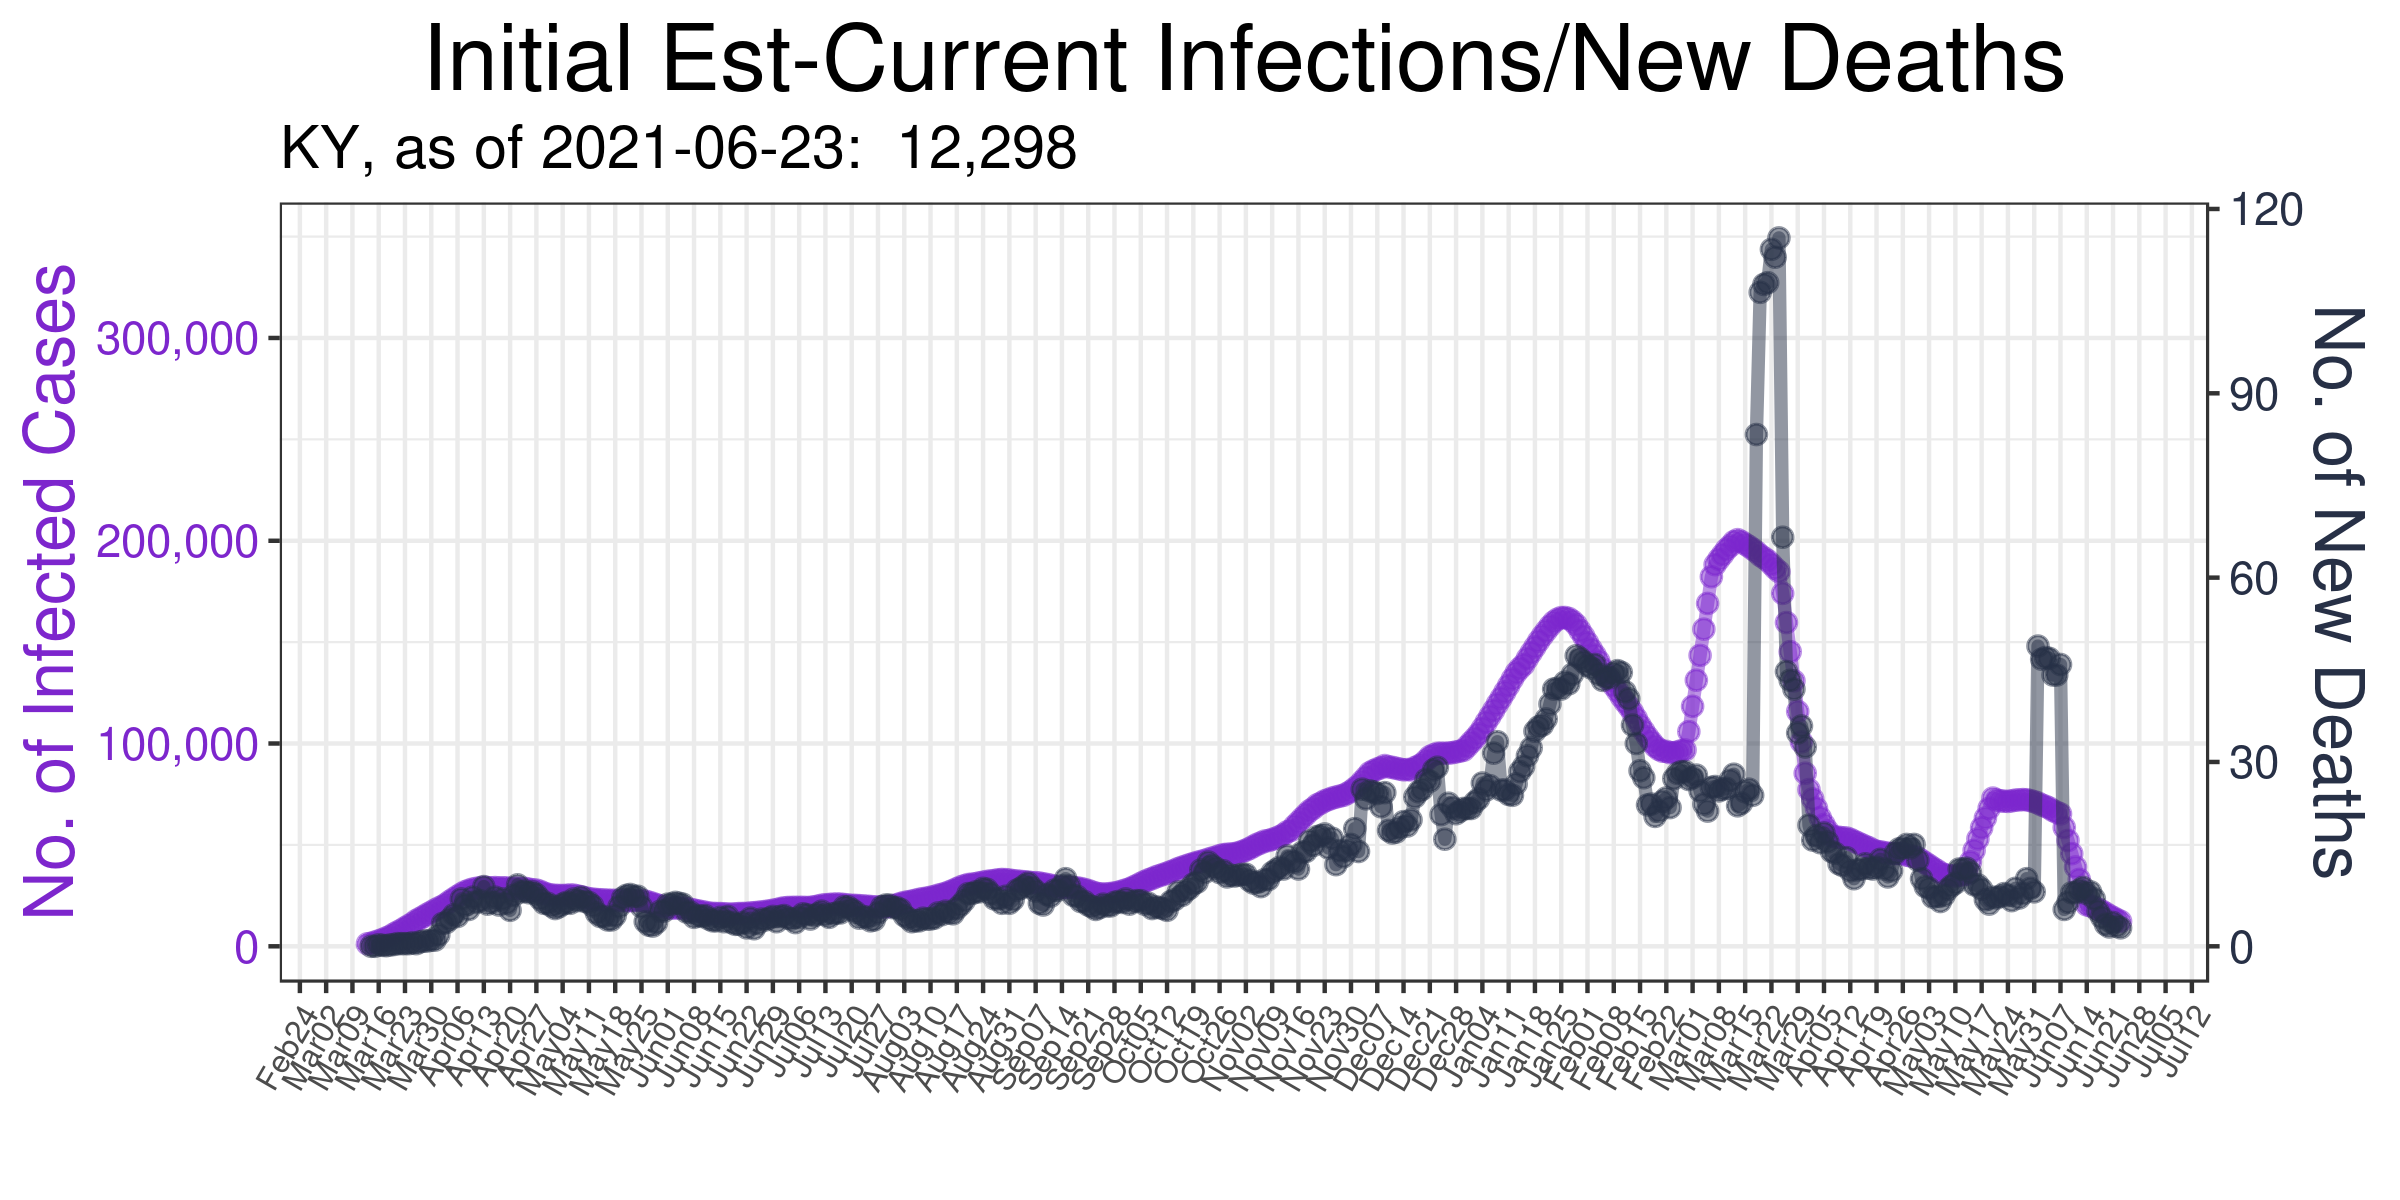 Initial Est-Current Infections/New Deaths
KY, as of 2021-06-23: 12,298
No. of Infected Cases
300,000
200,000
100,000
0
120
90
60
30
0
No. of New Deaths
Feb24
Mar02
Mar09
Mar16
Mar23
Mar30
Apr06
Apr13
Apr20
Apr27
May04
May11
May18
May25
Jun01
Jun08
Jun15
Jun22
Jun29
Jul06
Jul13
Jul20
Jul27
Aug03
Aug10
Aug17
Aug24
Aug31
Sep07
Sep14
Sep21
Sep28
Oct05
Oct12
Oct19
Oct26
Nov02
Nov09
Nov16
Nov23
Nov30
Dec07
Dec14
Dec21
Dec28
Jan04
Jan11
Jan18
Jan25
Feb01
Feb08
Feb15
Feb22
Mar01
Mar08
Mar15
Mar22
Mar29
Apr05
Apr12
Apr19
Apr26
May03
May10
May17
May24
May31
May07
Jun14
Jun21
Jun28
Jul05
Jul12